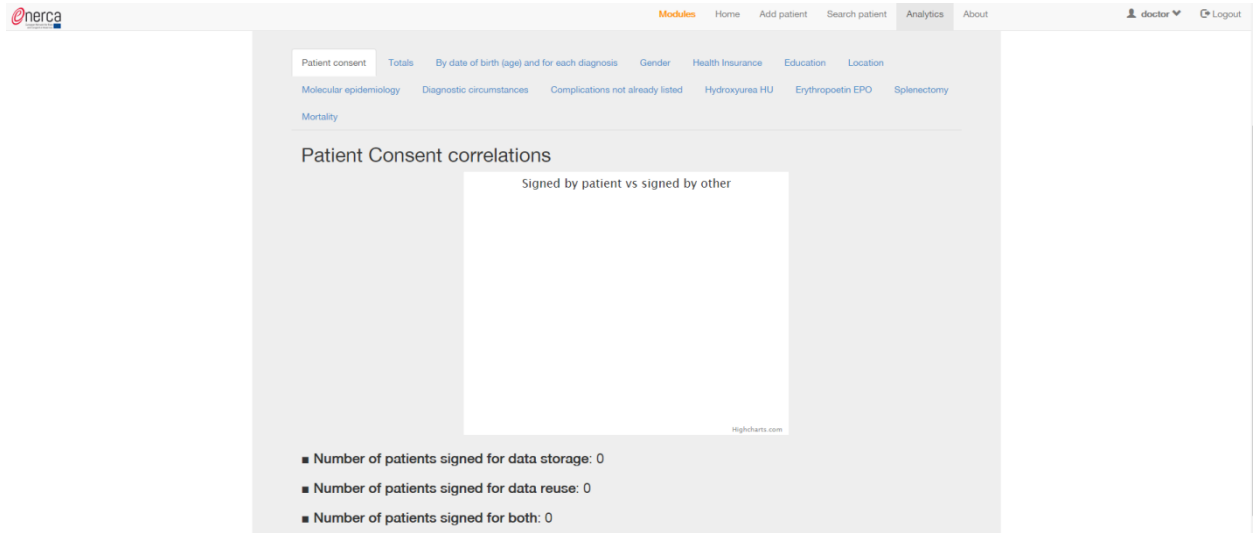 enerca
Modules Home Add patient Search patient Analytics About doctor Logout
Patient consent Totals By date of birth (age) and for each diagnosis Gender Health Insurance Education Location
Molecular epidemiology Diagnostic circumstances Complications not already listed Hydroxyurea HU Erythropoetin EPO Splenectomy
Mortality
Patient Consent correlations
Signed by patient vs signed by other
Highcharts.com
■ Number of patients signed for data storage: 0
■ Number of patients signed for data reuse: 0
■ Number of patients signed for both: 0